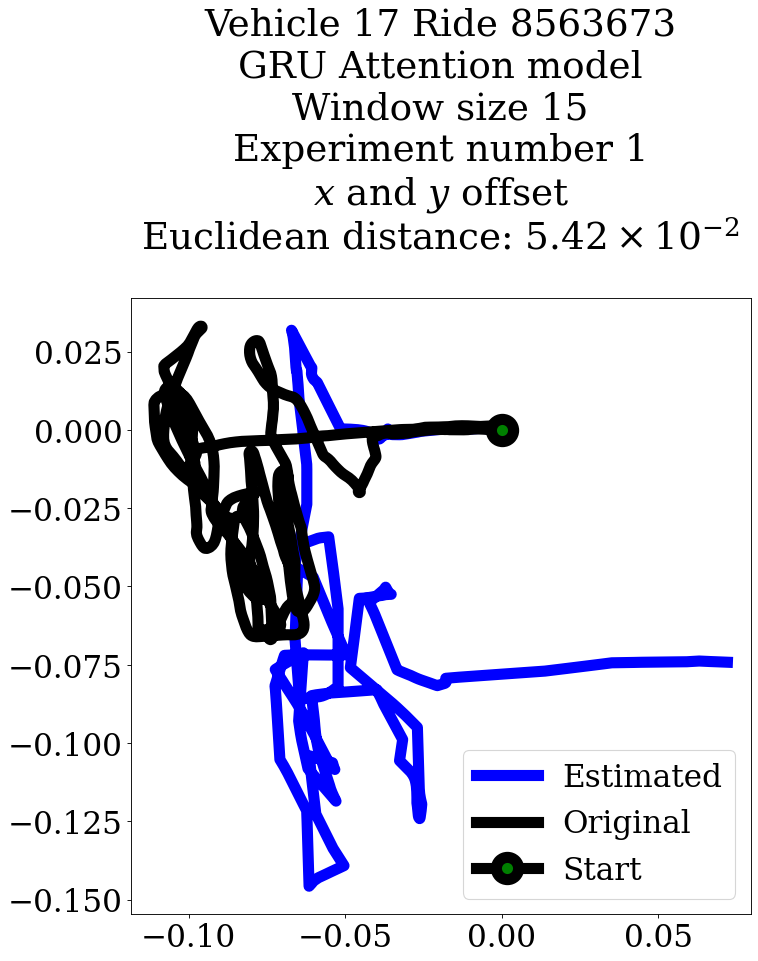 Vehicle 17 Ride 8563673
GRU Attention model
Window size 15
Experiment number 1
x and y offset
Euclidean distance: 5.42 × 10⁻²
0.025
0.000
−0.025
−0.050
−0.075
−0.100
−0.125
−0.150
Estimated
Original
Start
−0.10 −0.05 0.00 0.05